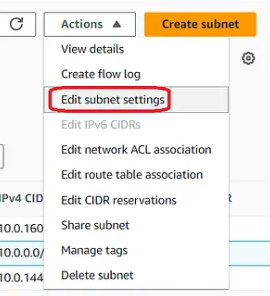 Actions
Create subnet
View details
Create flow log
Edit subnet settings
Edit IPv6 CIDRs
Edit network ACL association
Edit route table association
IPv4 CID
Edit CIDR reservations
R
10.0.160
Share subnet
10.0.0.0/
Manage tags
10.0.144
Delete subnet